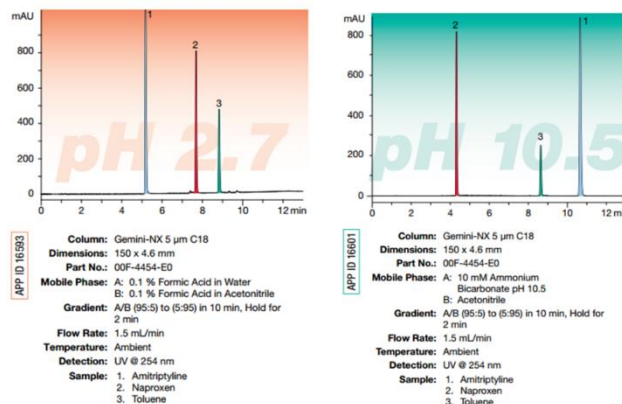 mAU
800
600
400
200
0
pH 2.7
1
2
3
0
2
4
6
8
10
12 min
APP ID 16593
Column: Gemini-NX 5 µm C18
Dimensions: 150 x 4.6 mm
Part No.: 00F-4454-E0
Mobile Phase: A: 0.1 % Formic Acid in Water
B: 0.1 % Formic Acid in Acetonitrile
Gradient: A/B (95:5) to (5:95) in 10 min, Hold for
2 min
Flow Rate: 1.5 mL/min
Temperature: Ambient
Detection: UV @ 254 nm
Sample: 1. Amitriptyline
2. Naproxen
3. Toluene
mAU
800
600
400
200
0
pH 10.5
2
3
1
0
2
4
6
8
10
12 min
APP ID 16601
Column: Gemini-NX 5 µm C18
Dimensions: 150 x 4.6 mm
Part No.: 00F-4454-E0
Mobile Phase: A: 10 mM Ammonium
Bicarbonate pH 10.5
B: Acetonitrile
Gradient: A/B (95:5) to (5:95) in 10 min, Hold for
2 min
Flow Rate: 1.5 mL/min
Temperature: Ambient
Detection: UV @ 254 nm
Sample: 1. Amitriptyline
2. Naproxen
3. Toluene